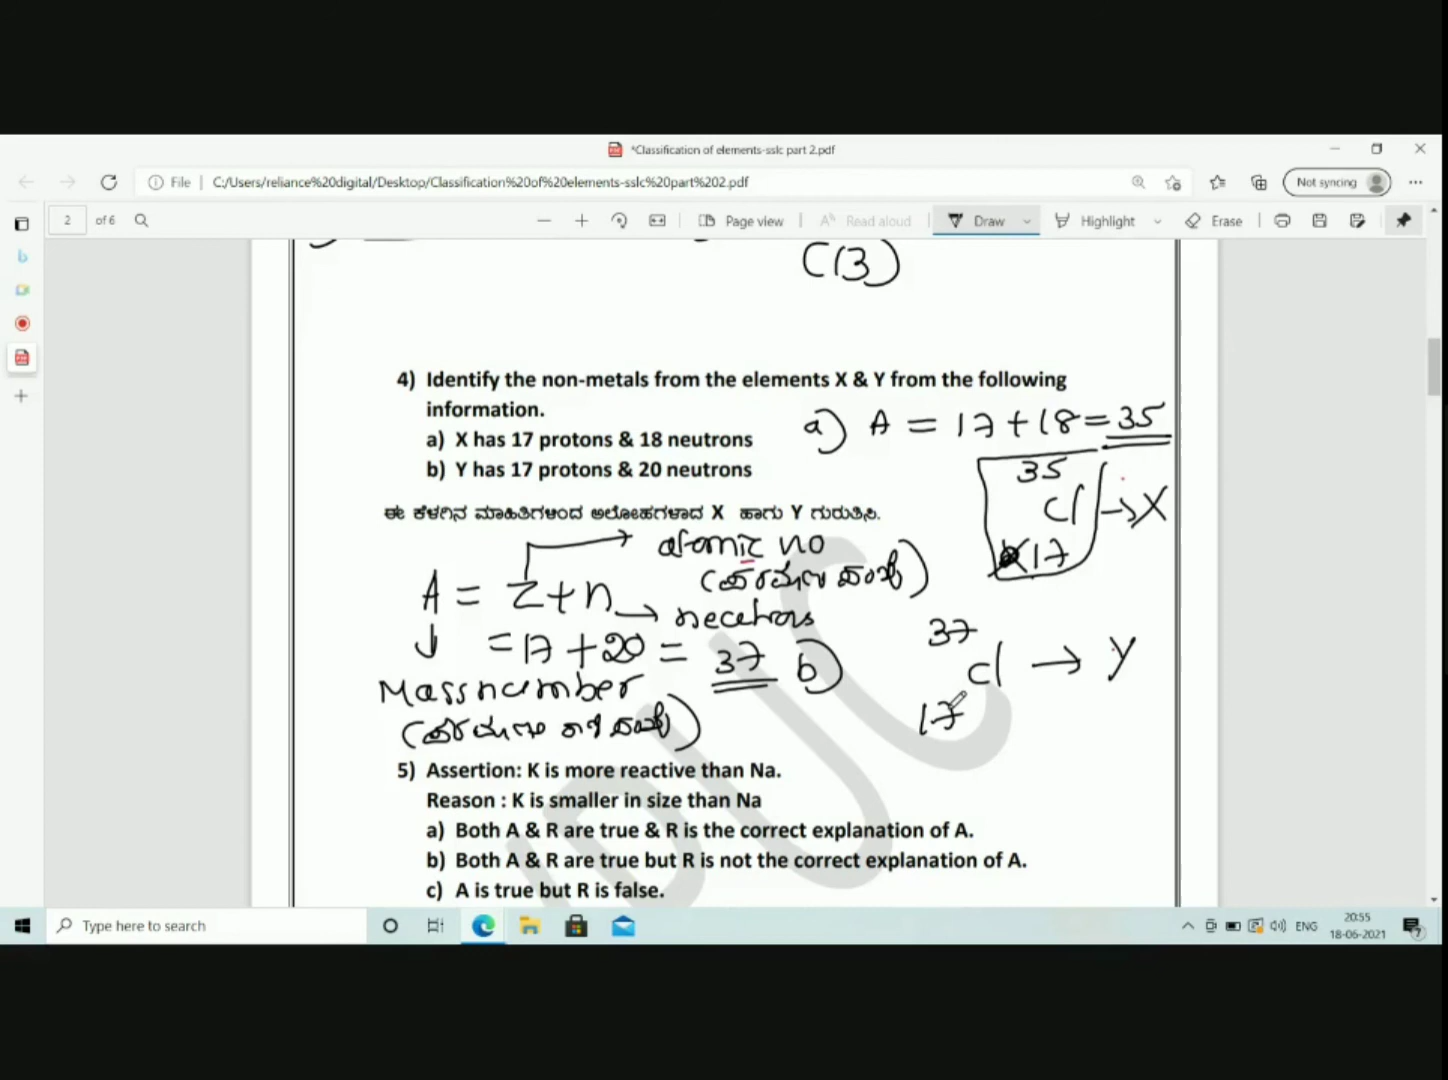 *Classification of elements-sslc part 2.pdf
File | C:/Users/reliance%20digital/Desktop/Classification%20of%20elements-sslc%20part%202.pdf
Not syncing
2 of 6
Page view
Read aloud
Draw
Highlight
Erase
C(3)
4) Identify the non-metals from the elements X & Y from the following
information.
a) X has 17 protons & 18 neutrons
b) Y has 17 protons & 20 neutrons
a) A = 17+18=35
35
Cl → X
17
ಈ ಕೆಳಗಿನ ಮಾಹಿತಿಗಳಿಂದ ಅಲೋಹಗಳಾದ X ಹಾಗು Y ಗುರುತಿಸಿ.
atomic no
A = Z+n → neutrons
= 17 +20 = 37 b)
37
Cl → Y
17
Mass number
5) Assertion: K is more reactive than Na.
Reason : K is smaller in size than Na
a) Both A & R are true & R is the correct explanation of A.
b) Both A & R are true but R is not the correct explanation of A.
c) A is true but R is false.
PUC
Type here to search
ENG
20:55
18-06-2021
7